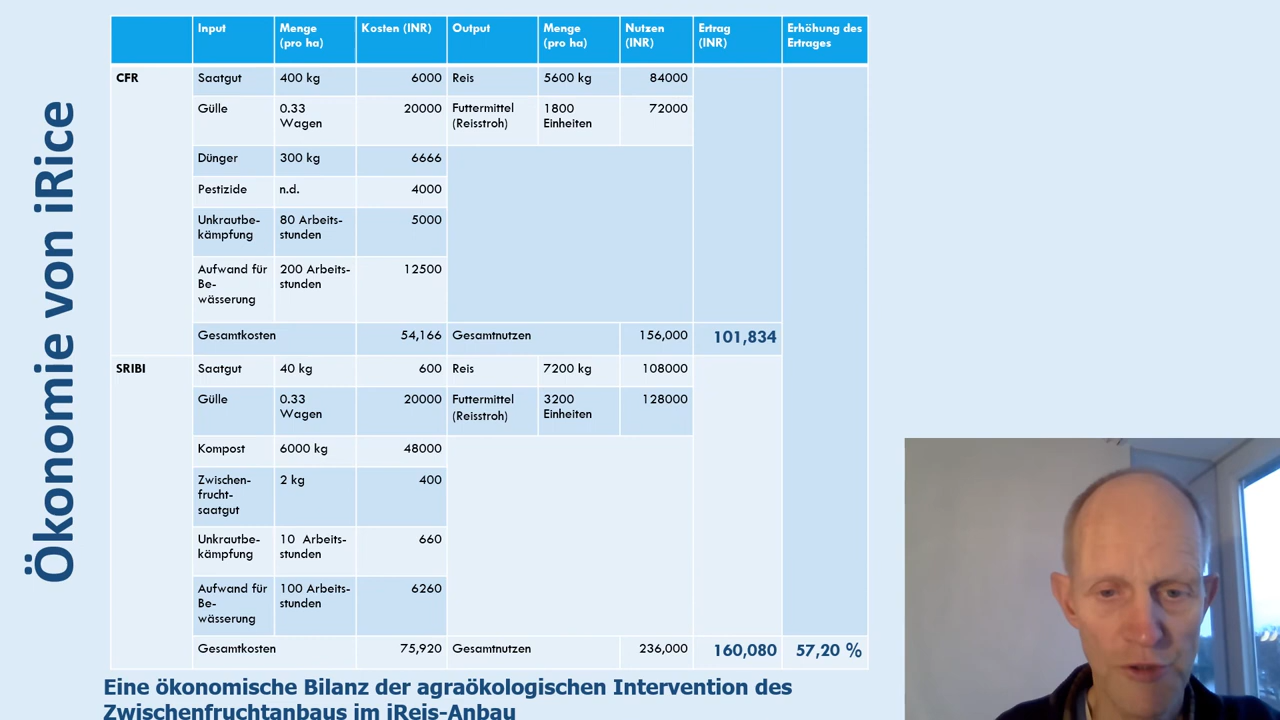 Ökonomie von iRice
Input
Menge
(pro ha)
Kosten (INR)
Output
Menge
(pro ha)
Nutzen
(INR)
Ertrag
(INR)
Erhöhung des
Ertrages
CFR
Saatgut
400 kg
6000
Reis
5600 kg
84000
Gülle
0.33
Wagen
20000
Futtermittel
(Reisstroh)
1800
Einheiten
72000
Dünger
300 kg
6666
Pestizide
n.d.
4000
Unkrautbe-
kämpfung
80 Arbeits-
stunden
5000
Aufwand für
Be-
wässerung
200 Arbeits-
stunden
12500
Gesamtkosten
54,166
Gesamtnutzen
156,000
101,834
SRIBI
Saatgut
40 kg
600
Reis
7200 kg
108000
Gülle
0.33
Wagen
20000
Futtermittel
(Reisstroh)
3200
Einheiten
128000
Kompost
6000 kg
48000
Zwischen-
frucht-
saatgut
2 kg
400
Unkrautbe-
kämpfung
10 Arbeits-
stunden
660
Aufwand für
Be-
wässerung
100 Arbeits-
stunden
6260
Gesamtkosten
75,920
Gesamtnutzen
236,000
160,080
57,20 %
Eine ökonomische Bilanz der agraökologischen Intervention des
Zwischenfruchtanbaus im iReis-Anbau